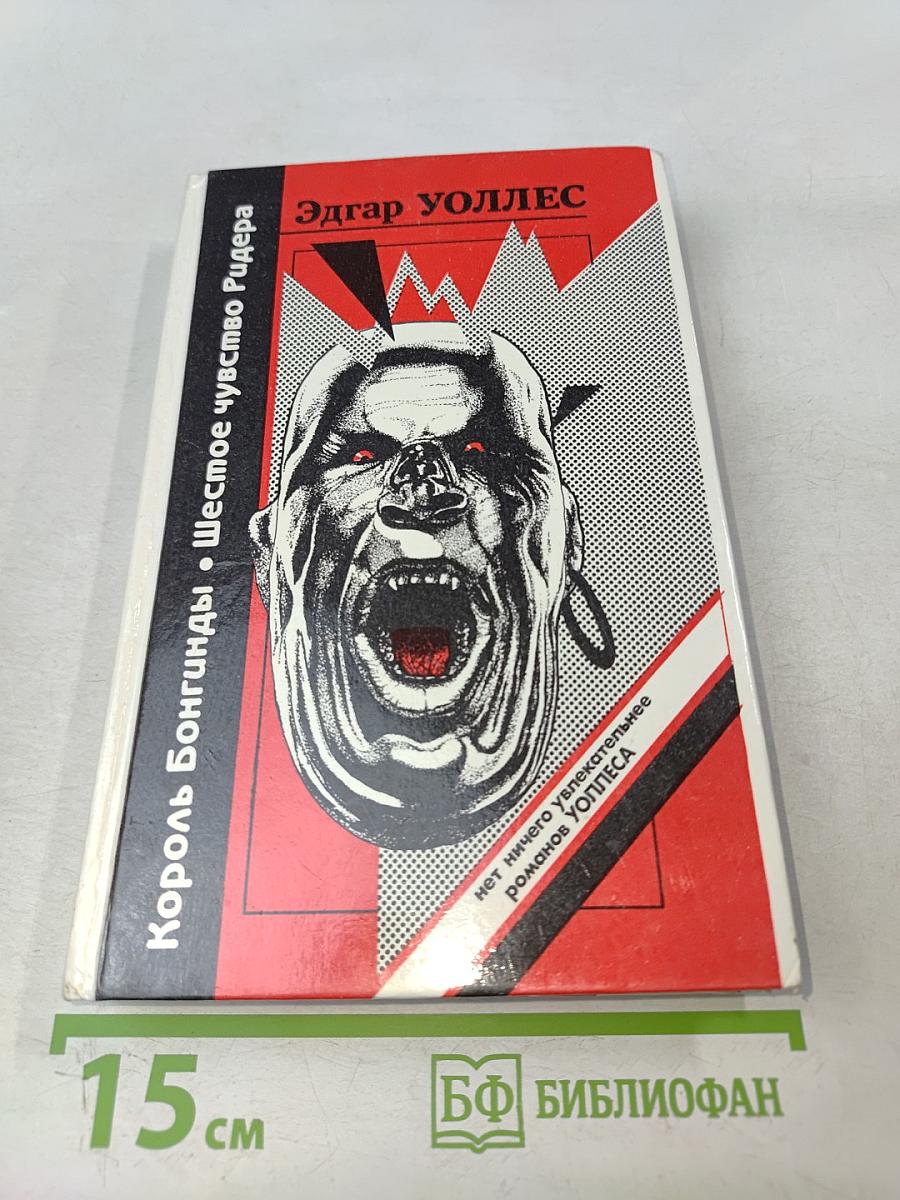 Эдгар УОЛЛЕС
Король Бонгинды • Шестое чувство Ридера
нет ничего увлекательнее
романов УОЛЛЕСА
15 см
БФ БИБЛИОФАН